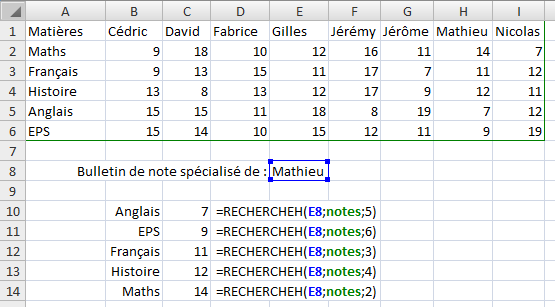 A B C D E F G H I
1 Matières Cédric David Fabrice Gilles Jérémy Jérôme Mathieu Nicolas
2 Maths 9 18 10 12 16 11 14 7
3 Français 9 13 15 11 17 7 11 12
4 Histoire 13 8 13 12 17 9 12 11
5 Anglais 15 15 11 18 8 19 7 12
6 EPS 15 14 10 15 12 11 9 19
7
8 Bulletin de note spécialisé de : Mathieu
9
10 Anglais 7 =RECHERCHEH(E8;notes;5)
11 EPS 9 =RECHERCHEH(E8;notes;6)
12 Français 11 =RECHERCHEH(E8;notes;3)
13 Histoire 12 =RECHERCHEH(E8;notes;4)
14 Maths 14 =RECHERCHEH(E8;notes;2)